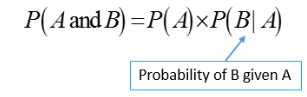 P(A and B) = P(A)×P(B| A)
Probability of B given A